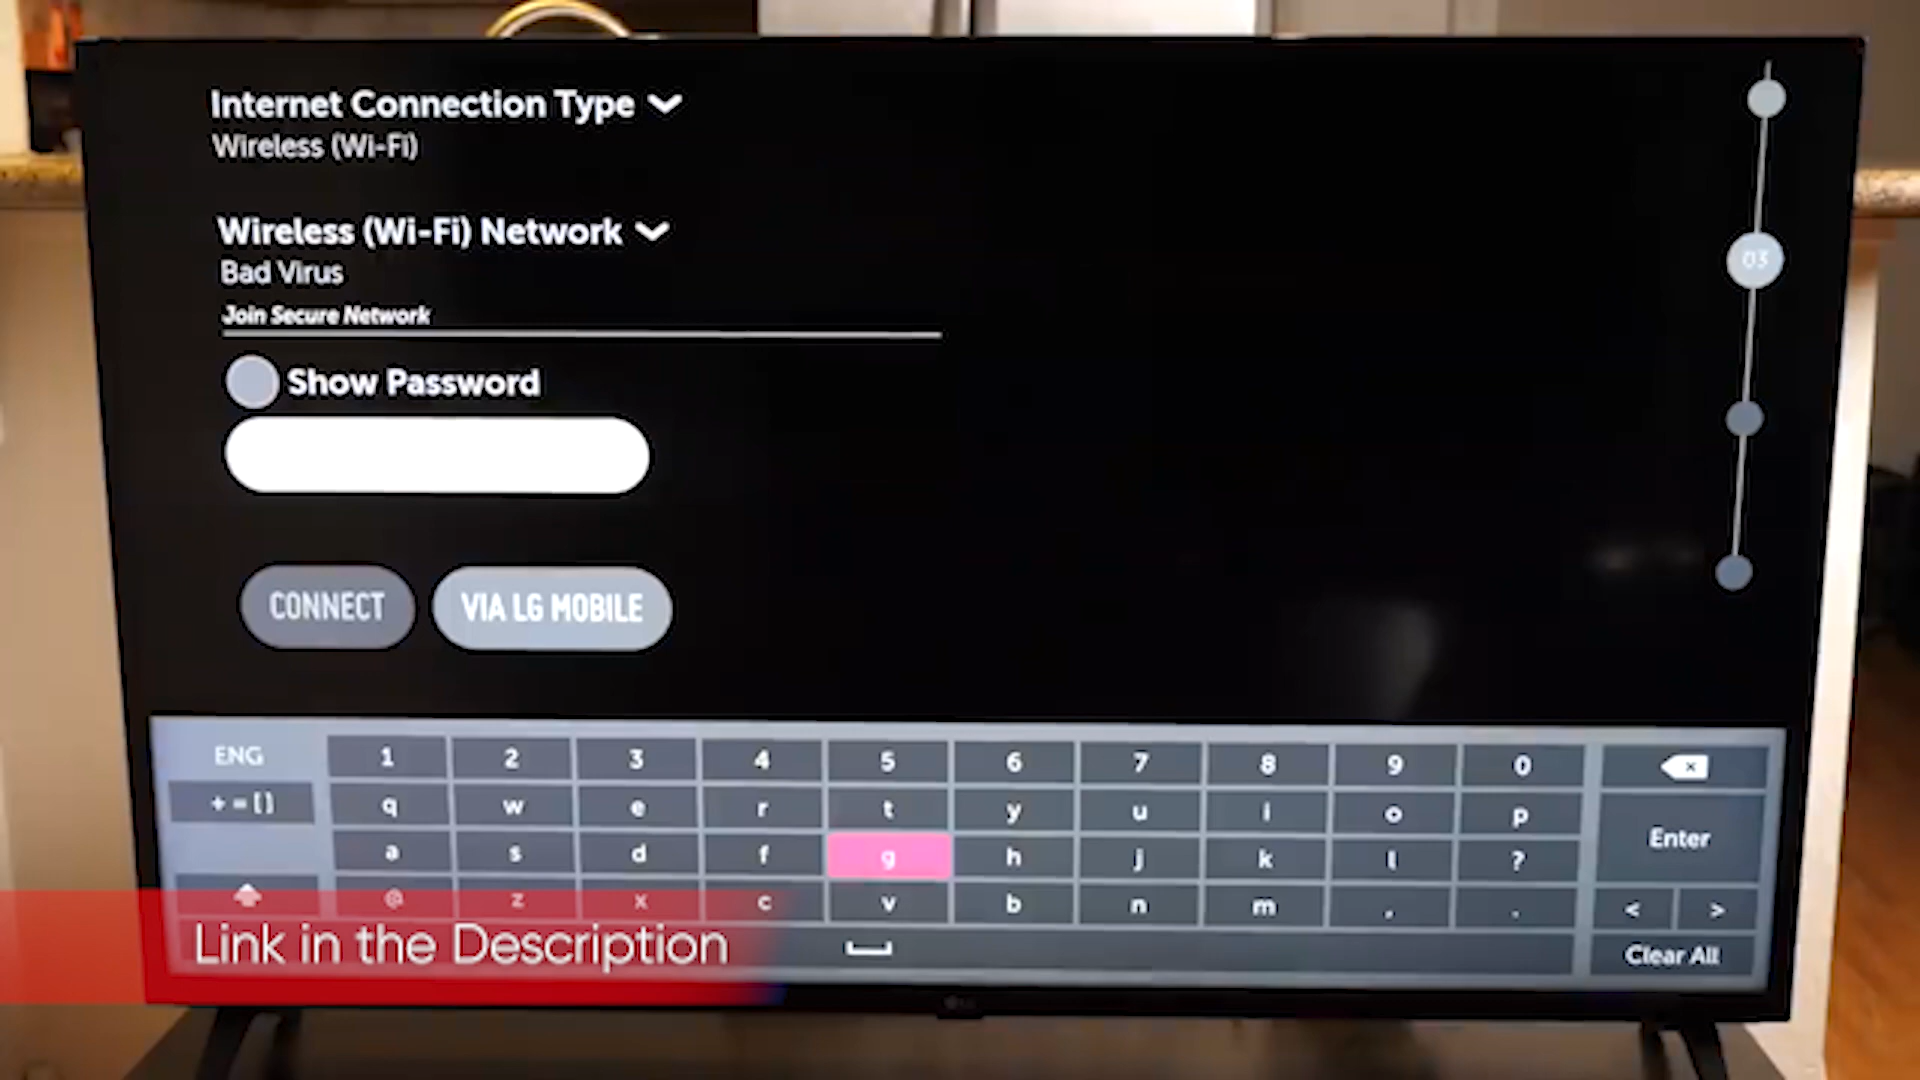 Internet Connection Type
Wireless (Wi-Fi)
Wireless (Wi-Fi) Network
Bad Virus
Join Secure Network
Show Password
CONNECT
VIA LG MOBILE
03
ENG 1 2 3 4 5 6 7 8 9 0
+ = [ ] q w e r t y u i o p
Enter
a s d f g h j k l ?
@ z x c v b n m , . < >
Link in the Description
Clear All